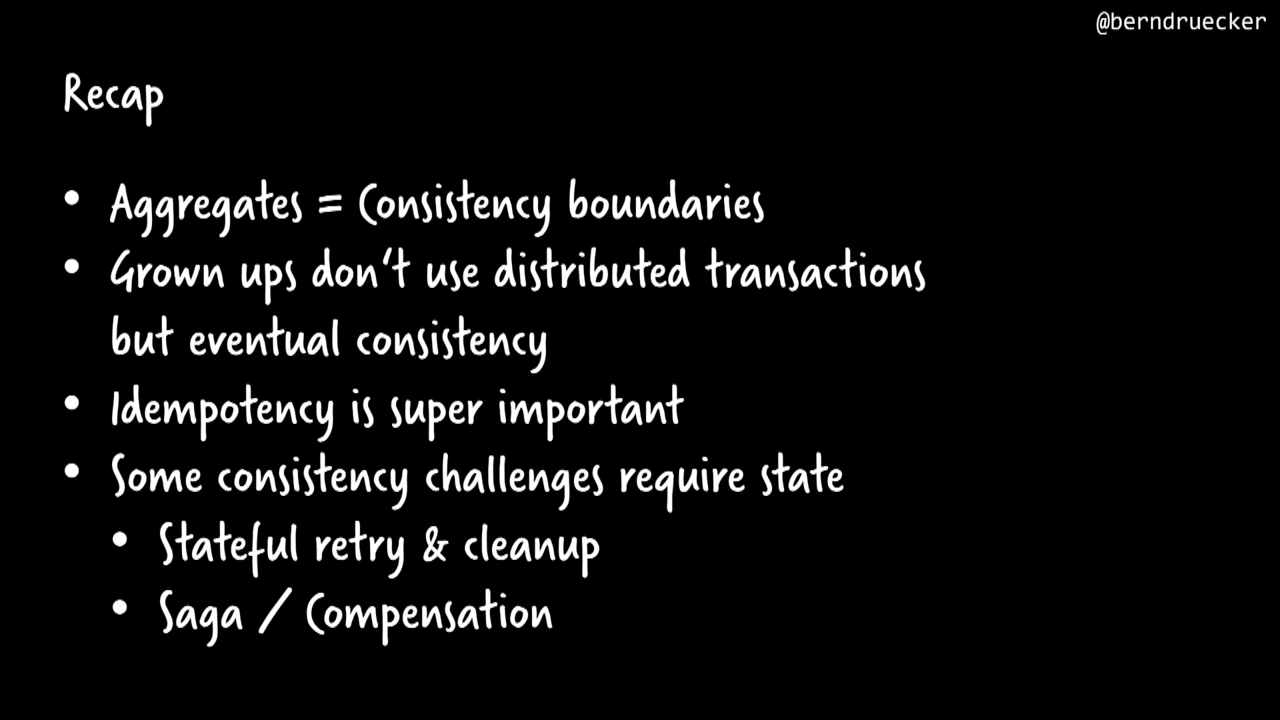 @berndruecker
Recap
• Aggregates = Consistency boundaries
• Grown ups don't use distributed transactions
but eventual consistency
• Idempotency is super important
• Some consistency challenges require state
• Stateful retry & cleanup
• Saga / Compensation